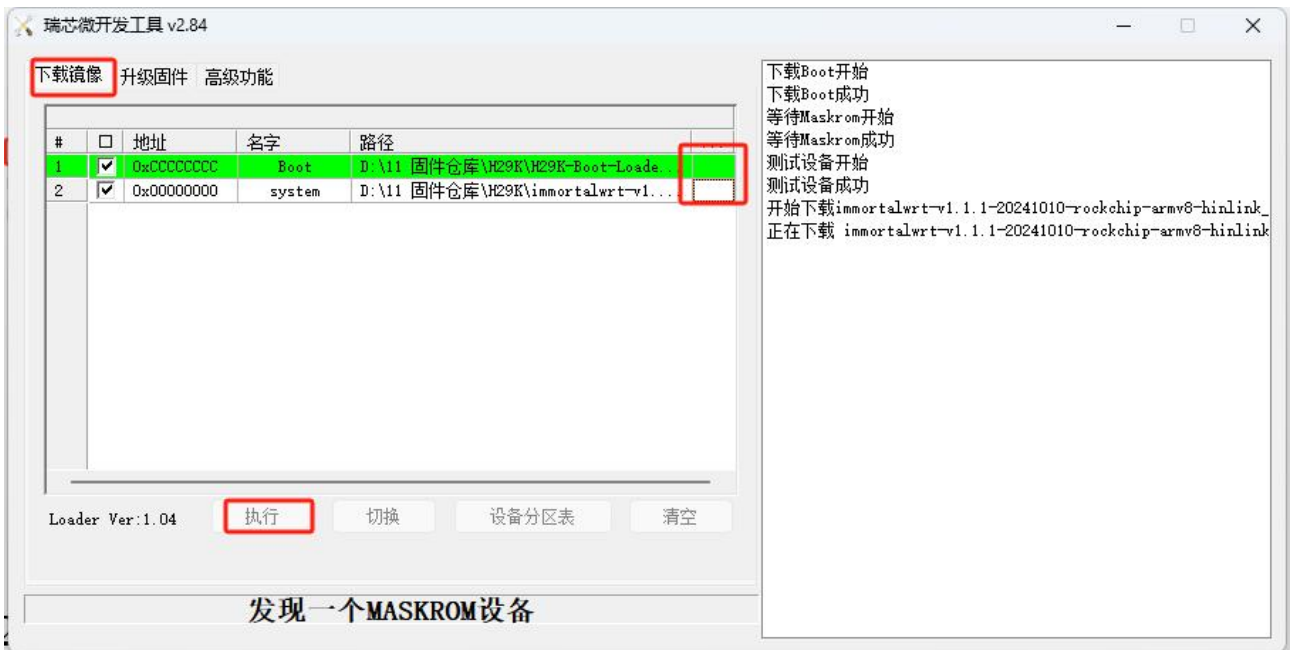 瑞芯微开发工具 v2.84
下载镜像 升级固件 高级功能
# 地址 名字 路径 ...
1 0xCCCCCCCC Boot D:\11 固件仓库\H29K\H29K-Boot-Loade...
2 0x00000000 system D:\11 固件仓库\H29K\immortalwrt-v1....
Loader Ver:1.04 执行 切换 设备分区表 清空
发现一个MASKROM设备
下载Boot开始
下载Boot成功
等待Maskrom开始
等待Maskrom成功
测试设备开始
测试设备成功
开始下载immortalwrt-v1.1.1-20241010-rockchip-armv8-hinlink_
正在下载 immortalwrt-v1.1.1-20241010-rockchip-armv8-hinlink